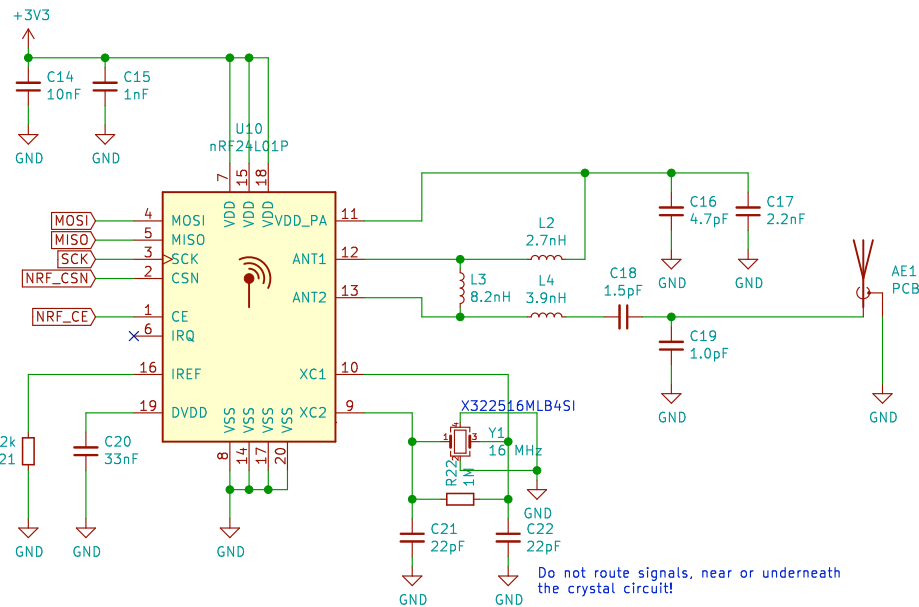 +3V3
C14
10nF
C15
1nF
GND
GND
U10
nRF24L01P
7
15
18
VDD
VDD
VDD
VDD_PA
11
MOSI
4
MOSI
MISO
5
MISO
SCK
3
SCK
NRF_CSN
2
CSN
NRF_CE
1
CE
6
IRQ
16
IREF
19
DVDD
ANT1
12
ANT2
13
XC1
10
XC2
9
VSS
VSS
VSS
VSS
8
14
17
20
L2
2.7nH
L3
8.2nH
L4
3.9nH
C18
1.5pF
C16
4.7pF
C17
2.2nF
GND
GND
AE1
PCB
C19
1.0pF
GND
GND
2k
21
C20
33nF
GND
GND
GND
X322516MLB4SI
4
1
3
2
Y1
16 MHz
R22
1M
GND
C21
22pF
C22
22pF
GND
GND
Do not route signals, near or underneath
the crystal circuit!